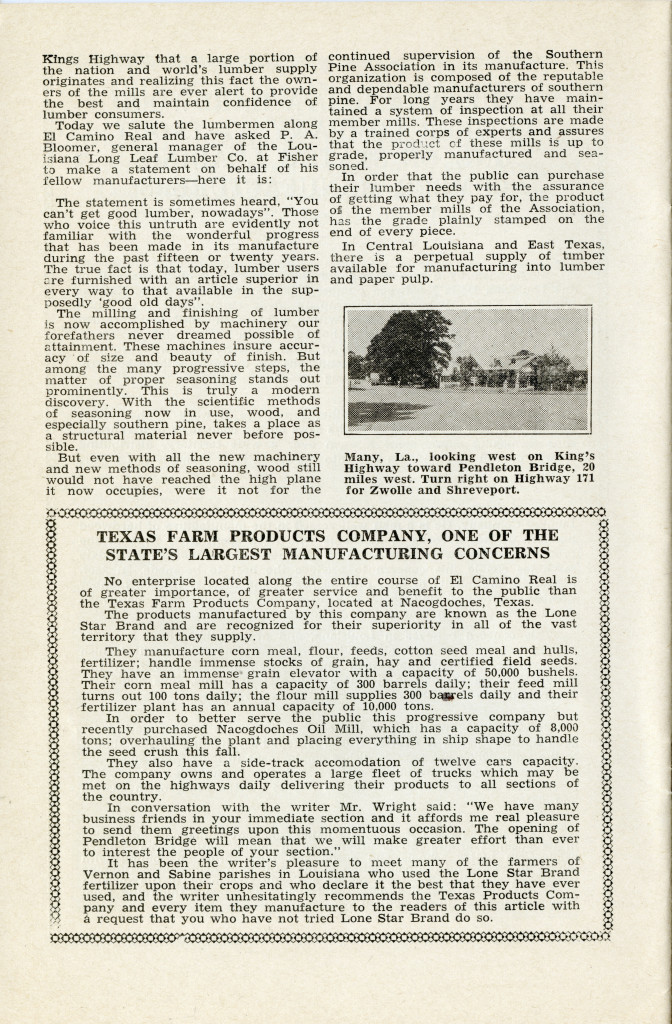 Kings Highway that a large portion of
the nation and world's lumber supply
originates and realizing this fact the own-
ers of the mills are ever alert to provide
the best and maintain confidence of
lumber consumers.
Today we salute the lumbermen along
El Camino Real and have asked P. A.
Bloomer, general manager of the Lou-
isiana Long Leaf Lumber Co. at Fisher
to make a statement on behalf of his
fellow manufacturers—here it is:
The statement is sometimes heard, "You
can't get good lumber, nowadays". Those
who voice this untruth are evidently not
familiar with the wonderful progress
that has been made in its manufacture
during the past fifteen or twenty years.
The true fact is that today, lumber users
are furnished with an article superior in
every way to that available in the sup-
posedly 'good old days".
The milling and finishing of lumber
is now accomplished by machinery our
forefathers never dreamed possible of
attainment. These machines insure accur-
acy of size and beauty of finish. But
among the many progressive steps, the
matter of proper seasoning stands out
prominently. This is truly a modern
discovery. With the scientific methods
of seasoning now in use, wood, and
especially southern pine, takes a place as
a structural material never before pos-
sible.
But even with all the new machinery
and new methods of seasoning, wood still
would not have reached the high plane
it now occupies, were it not for the
continued supervision of the Southern
Pine Association in its manufacture. This
organization is composed of the reputable
and dependable manufacturers of southern
pine. For long years they have main-
tained a system of inspection at all their
member mills. These inspections are made
by a trained corps of experts and assures
that the product of these mills is up to
grade, properly manufactured and sea-
soned.
In order that the public can purchase
their lumber needs with the assurance
of getting what they pay for, the product
of the member mills of the Association,
has the grade plainly stamped on the
end of every piece.
In Central Louisiana and East Texas,
there is a perpetual supply of timber
available for manufacturing into lumber
and paper pulp.
Many, La., looking west on King's
Highway toward Pendleton Bridge, 20
miles west. Turn right on Highway 171
for Zwolle and Shreveport.
TEXAS FARM PRODUCTS COMPANY, ONE OF THE
STATE'S LARGEST MANUFACTURING CONCERNS
No enterprise located along the entire course of El Camino Real is
of greater importance, of greater service and benefit to the public than
the Texas Farm Products Company, located at Nacogdoches, Texas.
The products manufactured by this company are known as the Lone
Star Brand and are recognized for their superiority in all of the vast
territory that they supply.
They manufacture corn meal, flour, feeds, cotton seed meal and hulls,
fertilizer; handle immense stocks of grain, hay and certified field seeds.
They have an immense grain elevator with a capacity of 50,000 bushels.
Their corn meal mill has a capacity of 300 barrels daily; their feed mill
turns out 100 tons daily; the flour mill supplies 300 barrels daily and their
fertilizer plant has an annual capacity of 10,000 tons.
In order to better serve the public this progressive company but
recently purchased Nacogdoches Oil Mill, which has a capacity of 8,000
tons; overhauling the plant and placing everything in ship shape to handle
the seed crush this fall.
They also have a side-track accomodation of twelve cars capacity.
The company owns and operates a large fleet of trucks which may be
met on the highways daily delivering their products to all sections of
the country.
In conversation with the writer Mr. Wright said: "We have many
business friends in your immediate section and it affords me real pleasure
to send them greetings upon this momentuous occasion. The opening of
Pendleton Bridge will mean that we will make greater effort than ever
to interest the people of your section."
It has been the writer's pleasure to meet many of the farmers of
Vernon and Sabine parishes in Louisiana who used the Lone Star Brand
fertilizer upon their crops and who declare it the best that they have ever
used, and the writer unhesitatingly recommends the Texas Products Com-
pany and every item they manufacture to the readers of this article with
a request that you who have not tried Lone Star Brand do so.